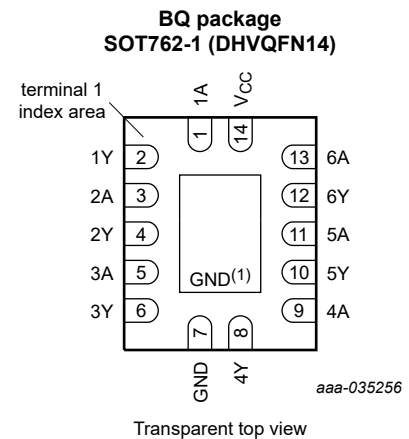 BQ package
SOT762-1 (DHVQFN14)
terminal 1
index area
1A
VCC
1
14
1Y 2 13 6A
2A 3 12 6Y
2Y 4 11 5A
3A 5 10 5Y
GND(1)
3Y 6 9 4A
7
8
GND
4Y
aaa-035256
Transparent top view